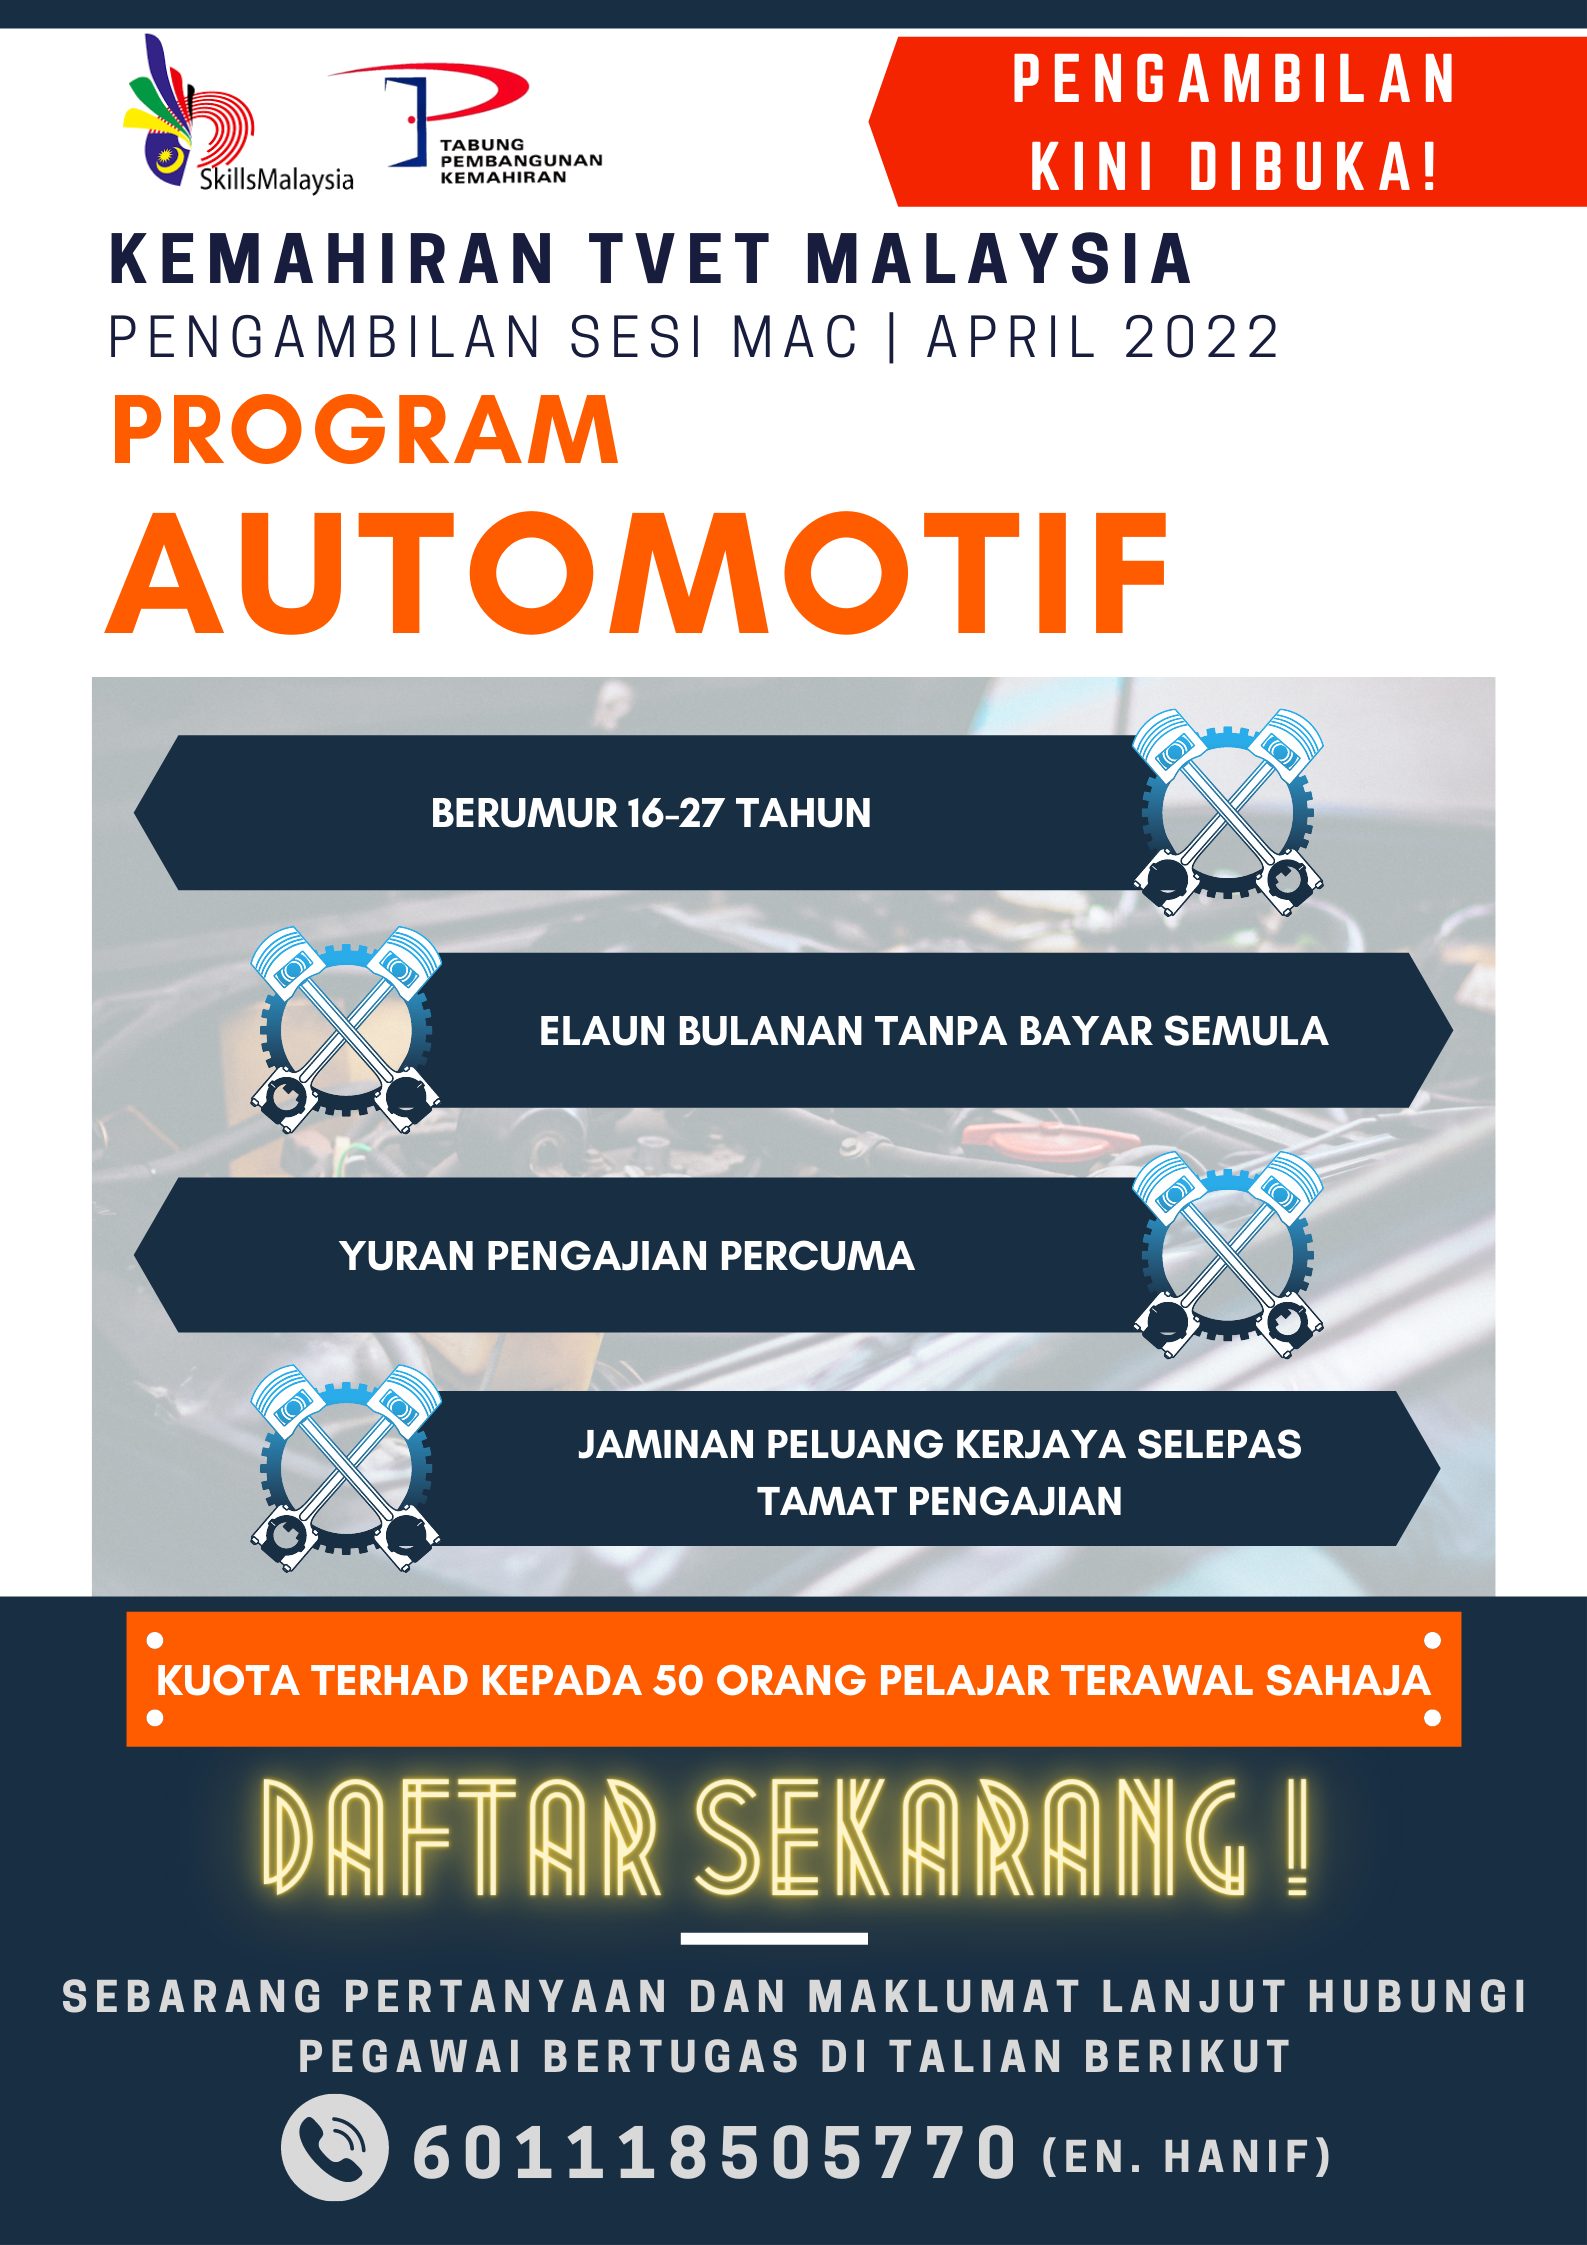 SkillsMalaysia
TABUNG
PEMBANGUNAN
KEMAHIRAN
PENGAMBILAN
KINI DIBUKA!
KEMAHIRAN TVET MALAYSIA
PENGAMBILAN SESI MAC | APRIL 2022
PROGRAM
AUTOMOTIF
BERUMUR 16-27 TAHUN
ELAUN BULANAN TANPA BAYAR SEMULA
YURAN PENGAJIAN PERCUMA
JAMINAN PELUANG KERJAYA SELEPAS
TAMAT PENGAJIAN
KUOTA TERHAD KEPADA 50 ORANG PELAJAR TERAWAL SAHAJA
DAFTAR SEKARANG !
SEBARANG PERTANYAAN DAN MAKLUMAT LANJUT HUBUNGI
PEGAWAI BERTUGAS DI TALIAN BERIKUT
601118505770 (EN. HANIF)